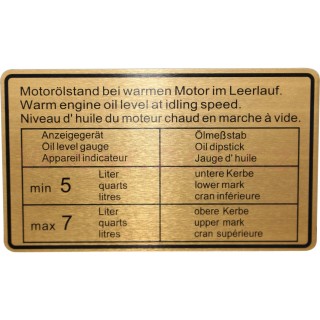 Motorölstand bei warmen Motor im Leerlauf.
Warm engine oil level at idling speed.
Niveau d' huile du moteur chaud en marche à vide.
Anzeigegerät
Oil level gauge
Appareil indicateur
Ölmeßstab
Oil dipstick
Jauge d' huile
min 5
Liter
quarts
litres
untere Kerbe
lower mark
cran inférieure
max 7
Liter
quarts
litres
obere Kerbe
upper mark
cran supérieure